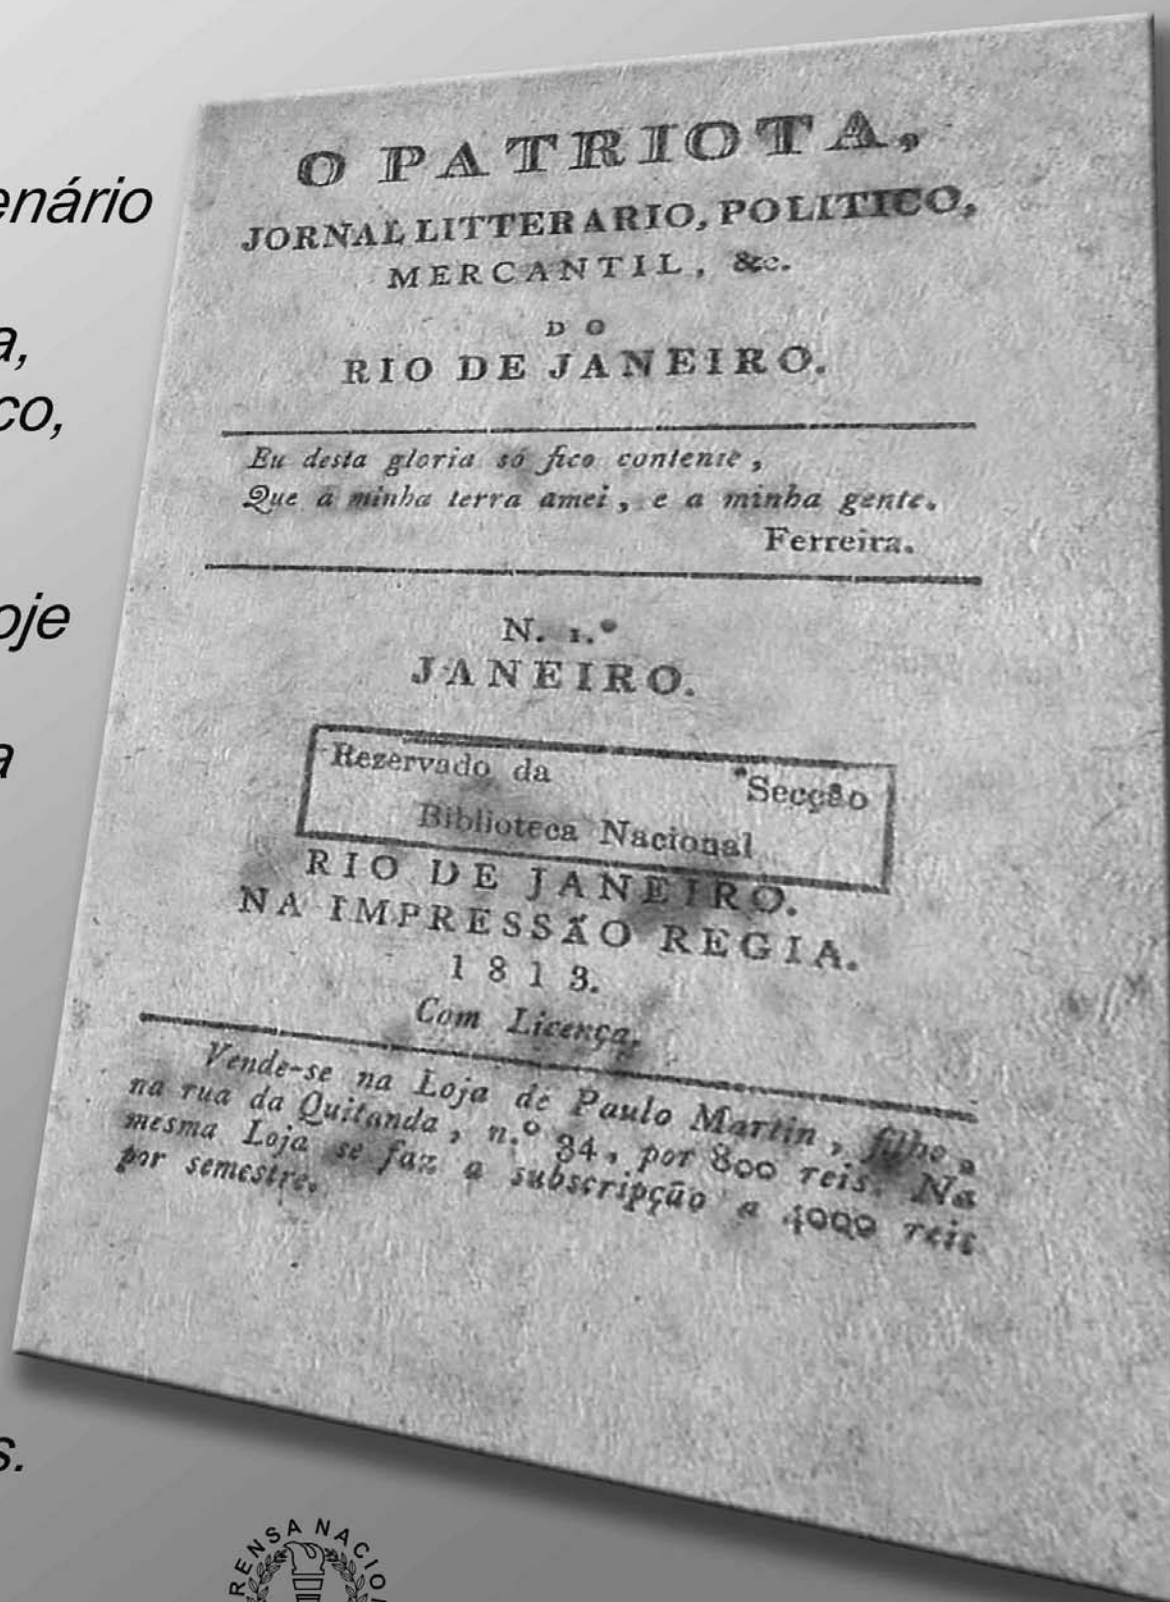 enário
a,
co,
oje
a
s.
O PATRIOTA,
JORNAL LITTERARIO, POLITICO,
MERCANTIL, &c.
DO
RIO DE JANEIRO.
Eu desta gloria só fico contente,
Que a minha terra amei, e a minha gente.
Ferreira.
N. 1.º
JANEIRO.
Rezervado da Secção
Biblioteca Nacional
RIO DE JANEIRO.
NA IMPRESSÃO REGIA.
1813.
Com Licença.
Vende-se na Loja de Paulo Martin, filho,
na rua da Quitanda, n.º 34, por 800 reis. Na
mesma Loja se faz a subscripção a 4000 reis
por semestre.
RENSA NACIO